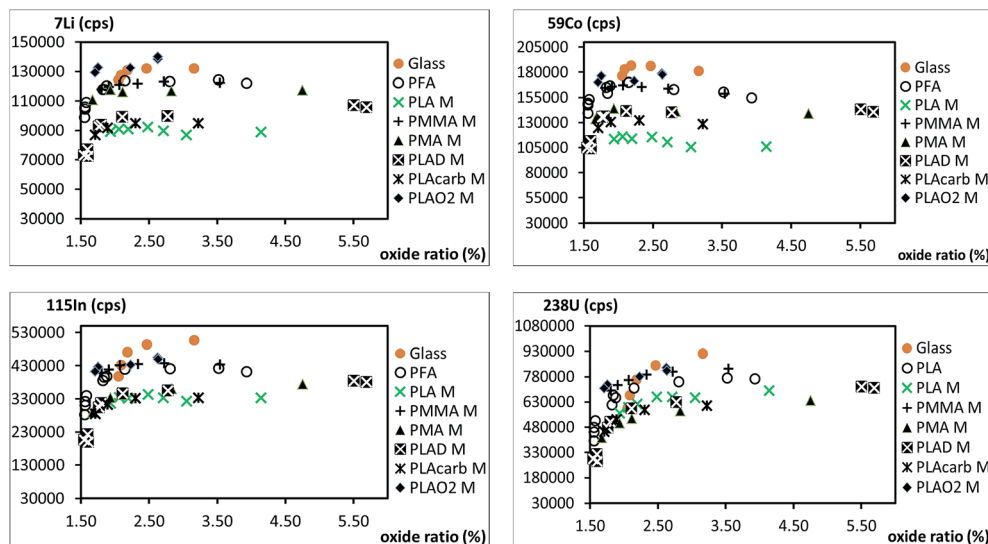 7Li (cps)
150000
130000
110000
90000
70000
50000
30000
1.50 2.50 3.50 4.50 5.50
oxide ratio (%)
Glass
PFA
PLA M
PMMA M
PMA M
PLAD M
PLAcarb M
PLAO2 M
59Co (cps)
205000
180000
155000
130000
105000
80000
55000
30000
1.50 2.50 3.50 4.50 5.50
oxide ratio (%)
Glass
PFA
PLA M
PMMA M
PMA M
PLAD M
PLAcarb M
PLAO2 M
115In (cps)
530000
430000
330000
230000
130000
30000
1.50 2.50 3.50 4.50 5.50
oxide ratio (%)
Glass
PFA
PLA M
PMMA M
PMA M
PLAD M
PLAcarb M
PLAO2 M
238U (cps)
1080000
930000
780000
630000
480000
330000
180000
30000
1.50 2.50 3.50 4.50 5.50
oxide ratio (%)
Glass
PLA
PLA M
PMMA M
PMA M
PLAD M
PLAcarb M
PLAO2 M